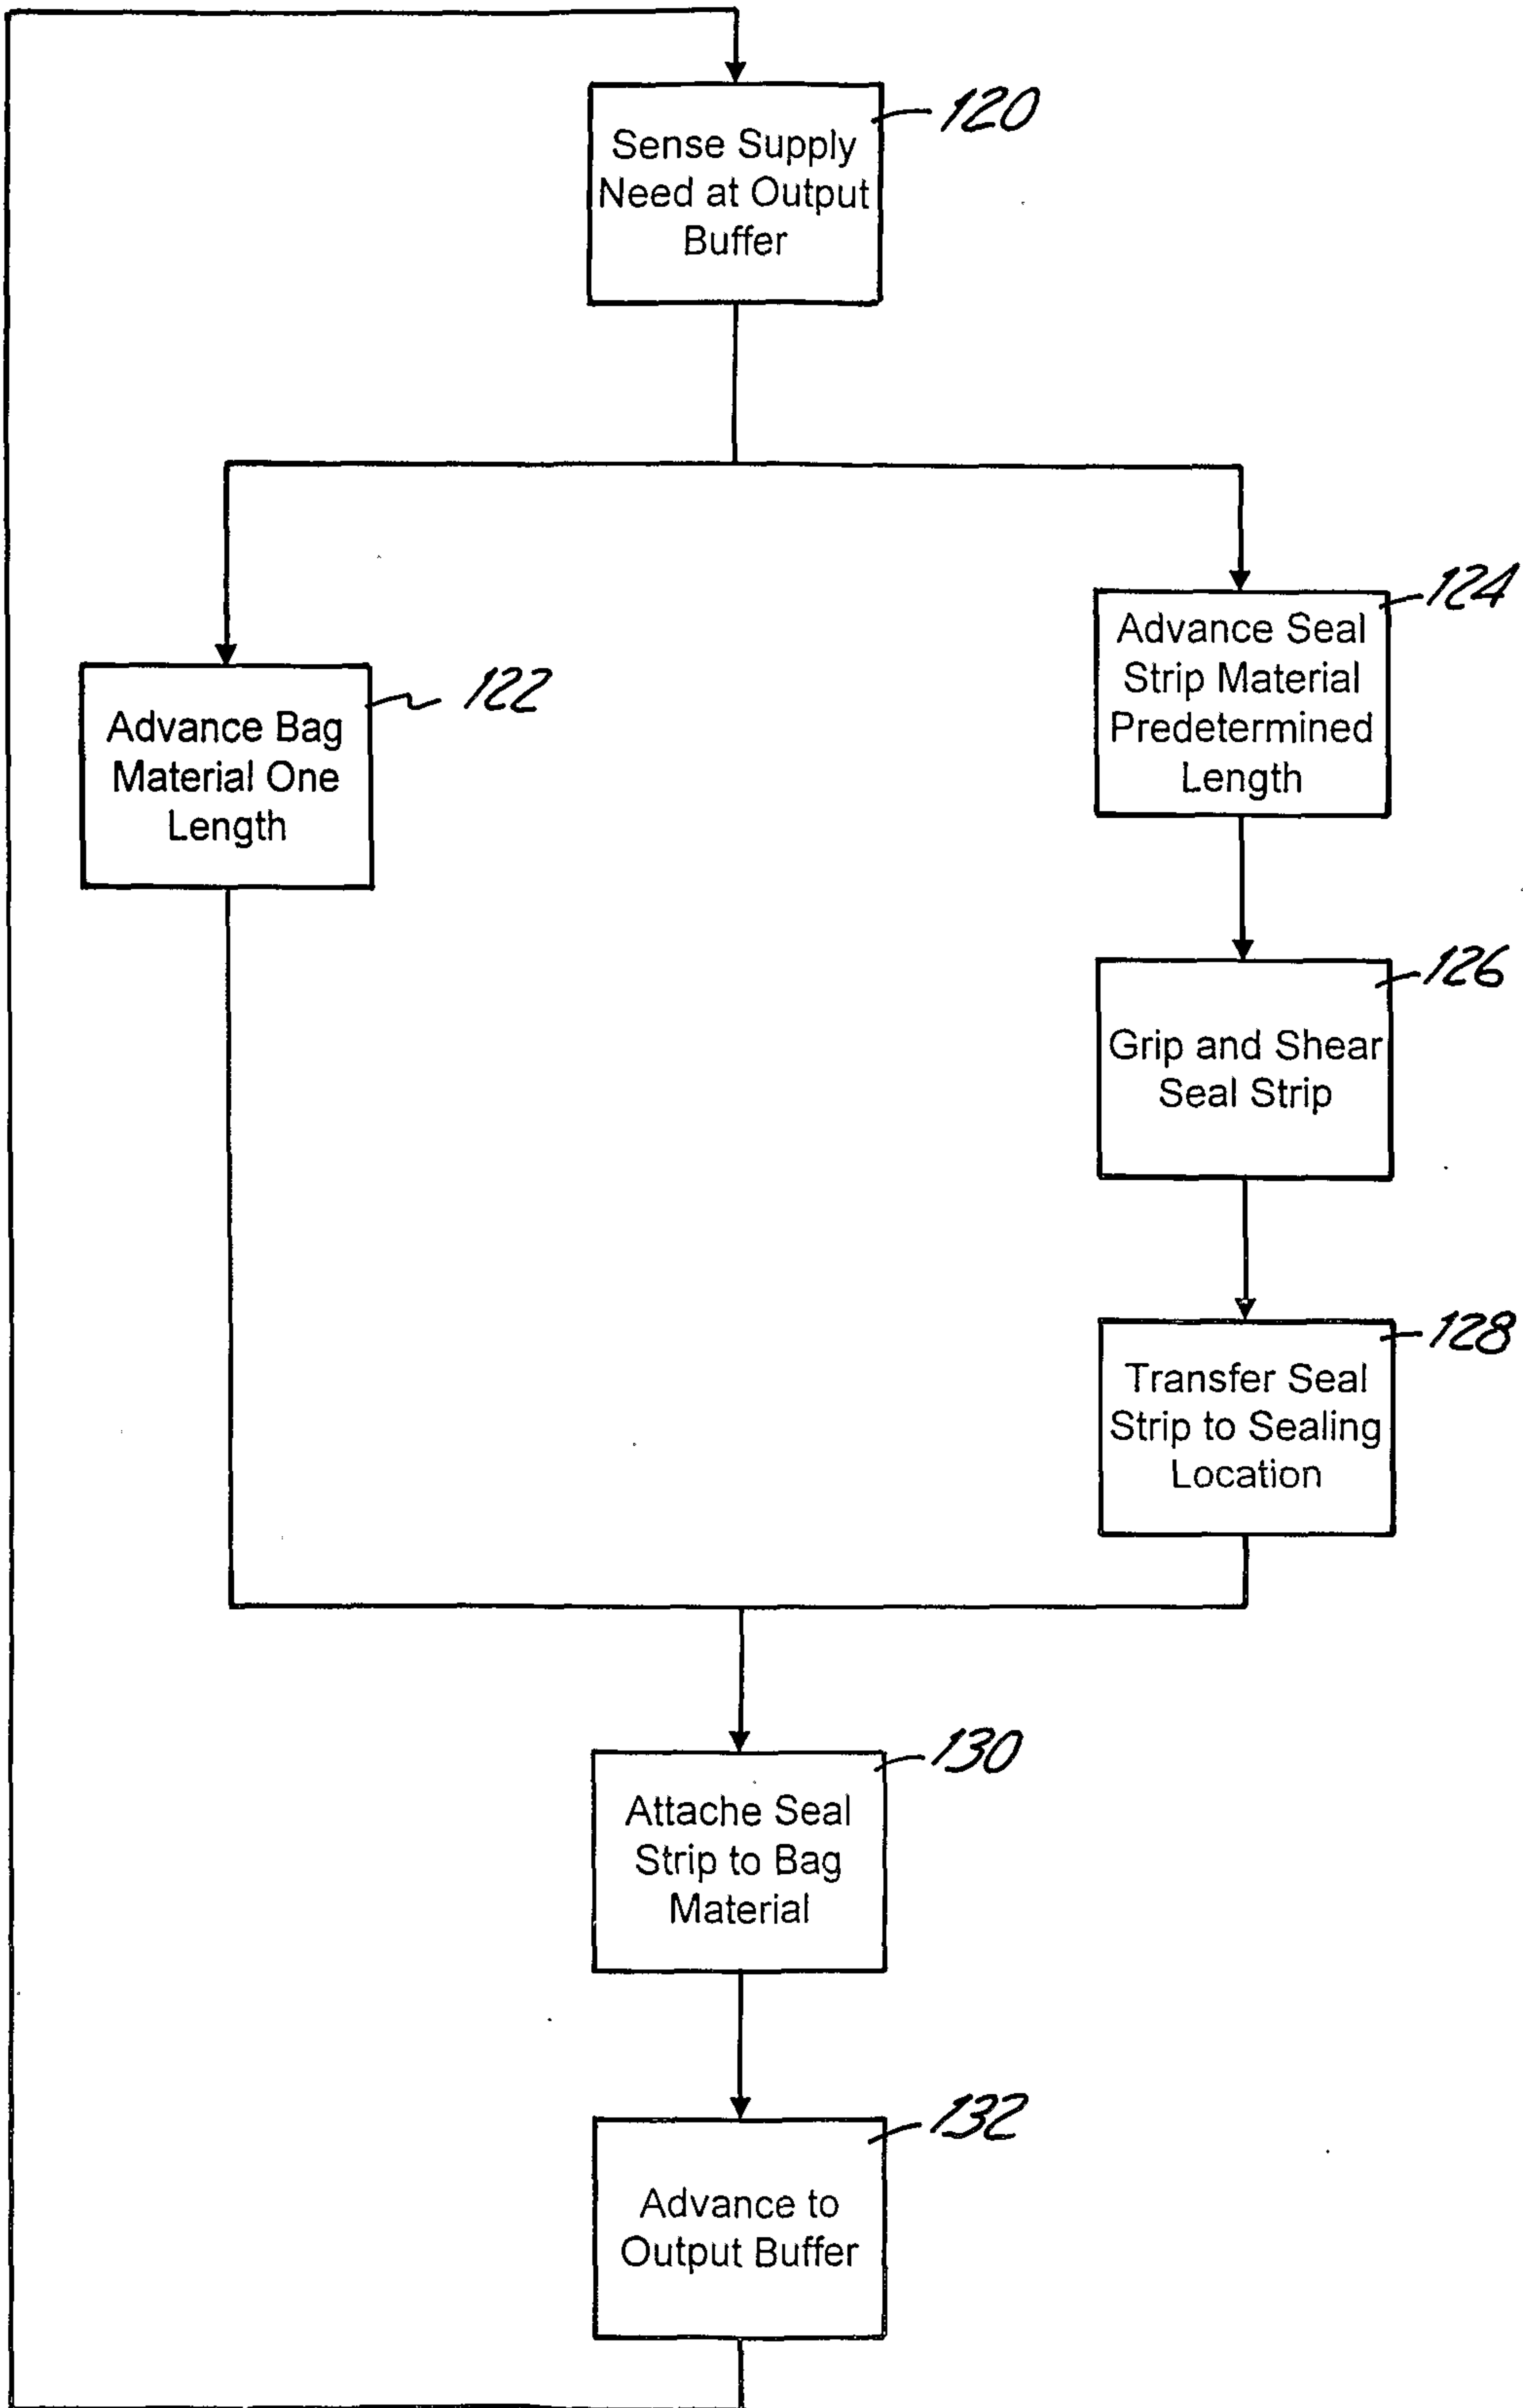 120
Sense Supply
Need at Output
Buffer
122
Advance Bag
Material One
Length
124
Advance Seal
Strip Material
Predetermined
Length
126
Grip and Shear
Seal Strip
128
Transfer Seal
Strip to Sealing
Location
130
Attache Seal
Strip to Bag
Material
132
Advance to
Output Buffer